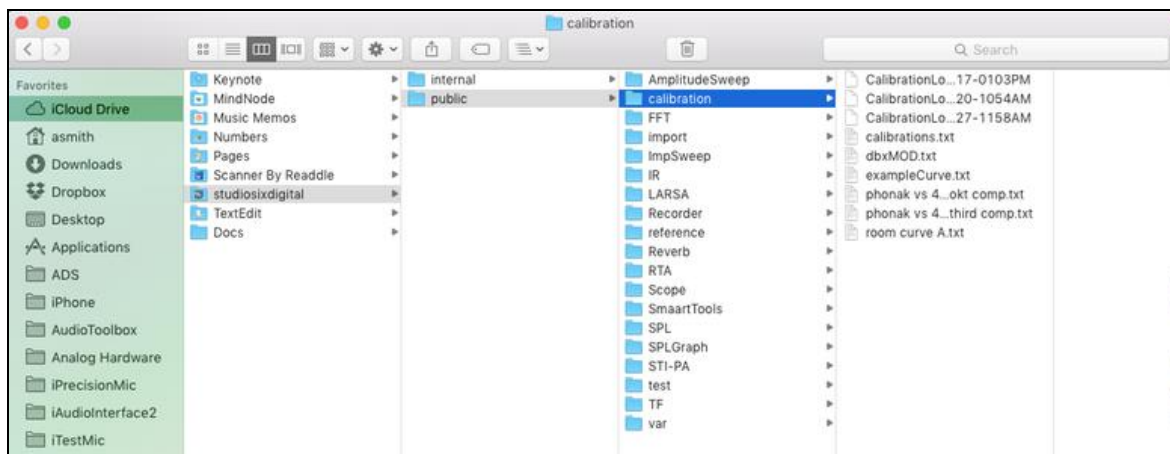 calibration
Search
Favorites
iCloud Drive
asmith
Downloads
Dropbox
Desktop
Applications
ADS
iPhone
AudioToolbox
Analog Hardware
iPrecisionMic
iAudioInterface2
iTestMic
Keynote
MindNode
Music Memos
Numbers
Pages
Scanner By Readdle
studiosixdigital
TextEdit
Docs
internal
public
AmplitudeSweep
calibration
FFT
import
ImpSweep
IR
LARSA
Recorder
reference
Reverb
RTA
Scope
SmaartTools
SPL
SPLGraph
STI-PA
test
TF
var
CalibrationLo...17-0103PM
CalibrationLo...20-1054AM
CalibrationLo...27-1158AM
calibrations.txt
dbxMOD.txt
exampleCurve.txt
phonak vs 4...okt comp.txt
phonak vs 4...third comp.txt
room curve A.txt